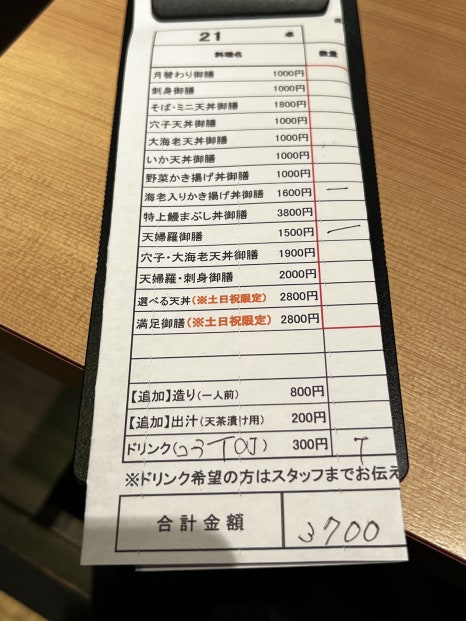 21 卓
料理名 数量
月替わり御膳 1000円
刺身御膳 1000円
そば・ミニ天丼御膳 1800円
穴子天丼御膳 1000円
大海老天丼御膳 1000円
いか天丼御膳 1000円
野菜かき揚げ丼御膳 1000円
海老入りかき揚げ丼御膳 1600円 一
特上鰻まぶし丼御膳 3800円
天婦羅御膳 1500円 一
穴子・大海老天丼御膳 1900円
天婦羅・刺身御膳 2000円
選べる天丼(※土日祝限定) 2800円
満足御膳(※土日祝限定) 2800円
【追加】造り(一人前) 800円
【追加】出汁(天茶漬け用) 200円
ドリンク( ) 300円
※ドリンク希望の方はスタッフまでお伝え
合計金額 3700